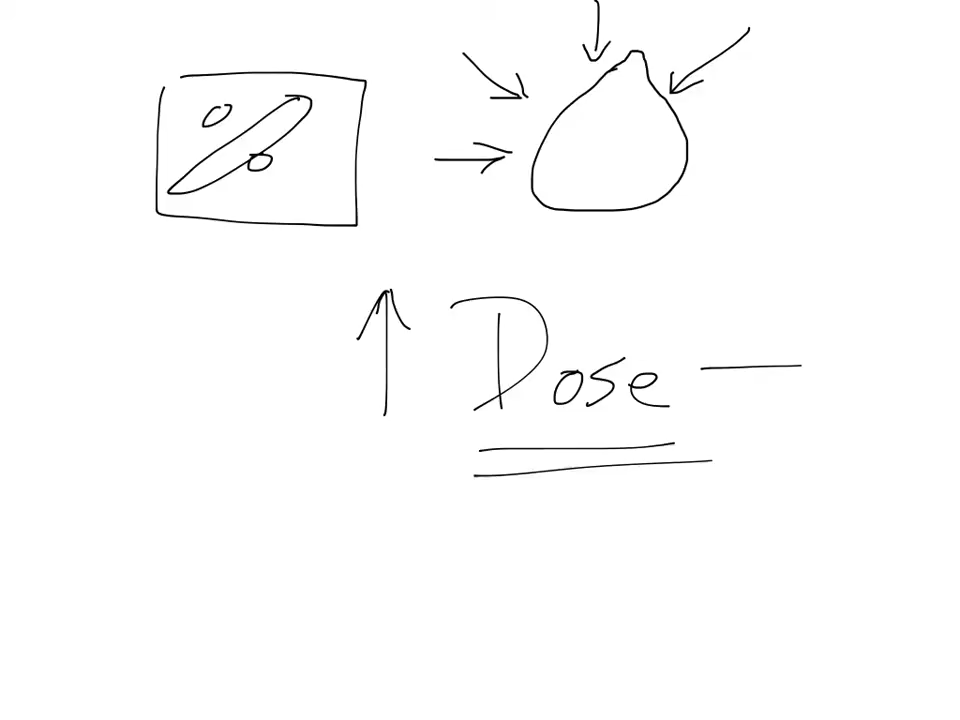 ↑ Dose —